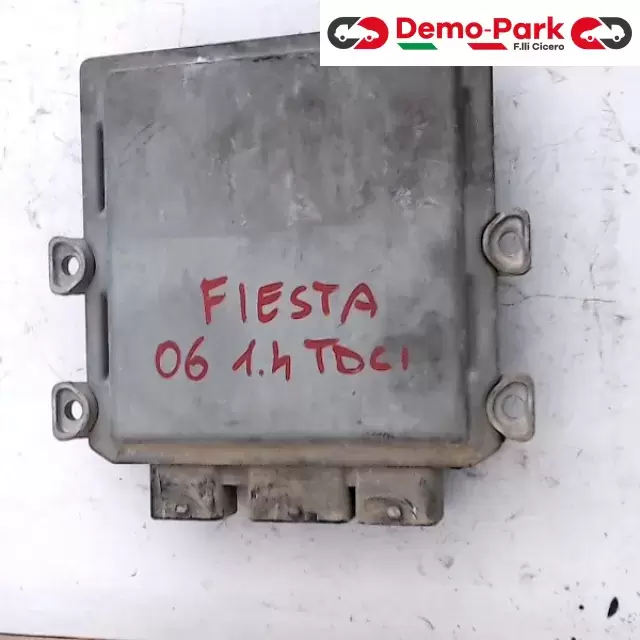 Demo-Park
F.lli Cicero
FIESTA
06 1.4 TDCI